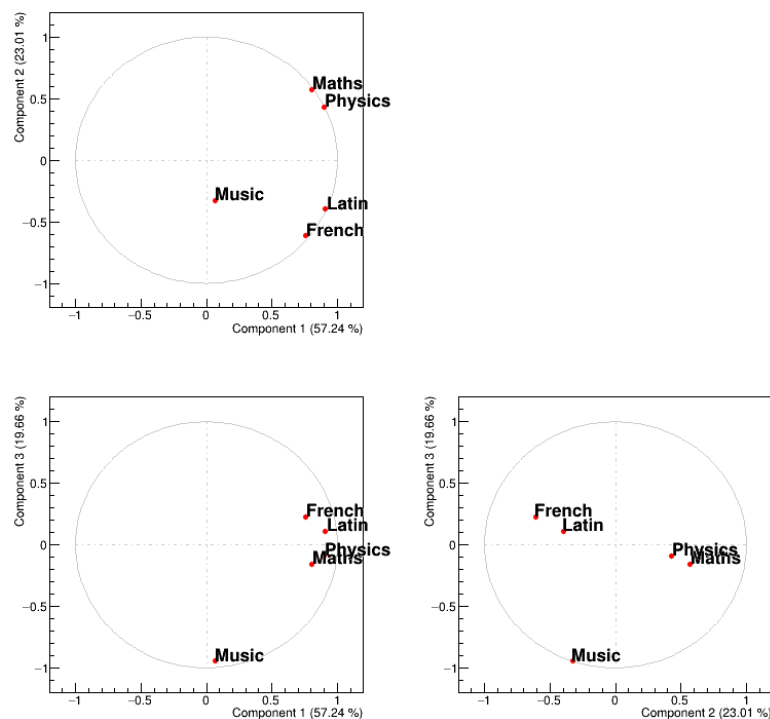 Component 2 (23.01 %)
1
0.5
0
−0.5
−1
Maths
Physics
Music
Latin
French
−1
−0.5
0
0.5
1
Component 1 (57.24 %)
Component 3 (19.66 %)
1
0.5
0
−0.5
−1
French
Latin
Physics
Maths
Music
−1
−0.5
0
0.5
1
Component 1 (57.24 %)
Component 3 (19.66 %)
1
0.5
0
−0.5
−1
French
Latin
Physics
Maths
Music
−1
−0.5
0
0.5
1
Component 2 (23.01 %)